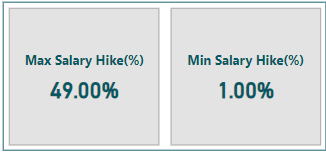 Max Salary Hike(%)
49.00%
Min Salary Hike(%)
1.00%